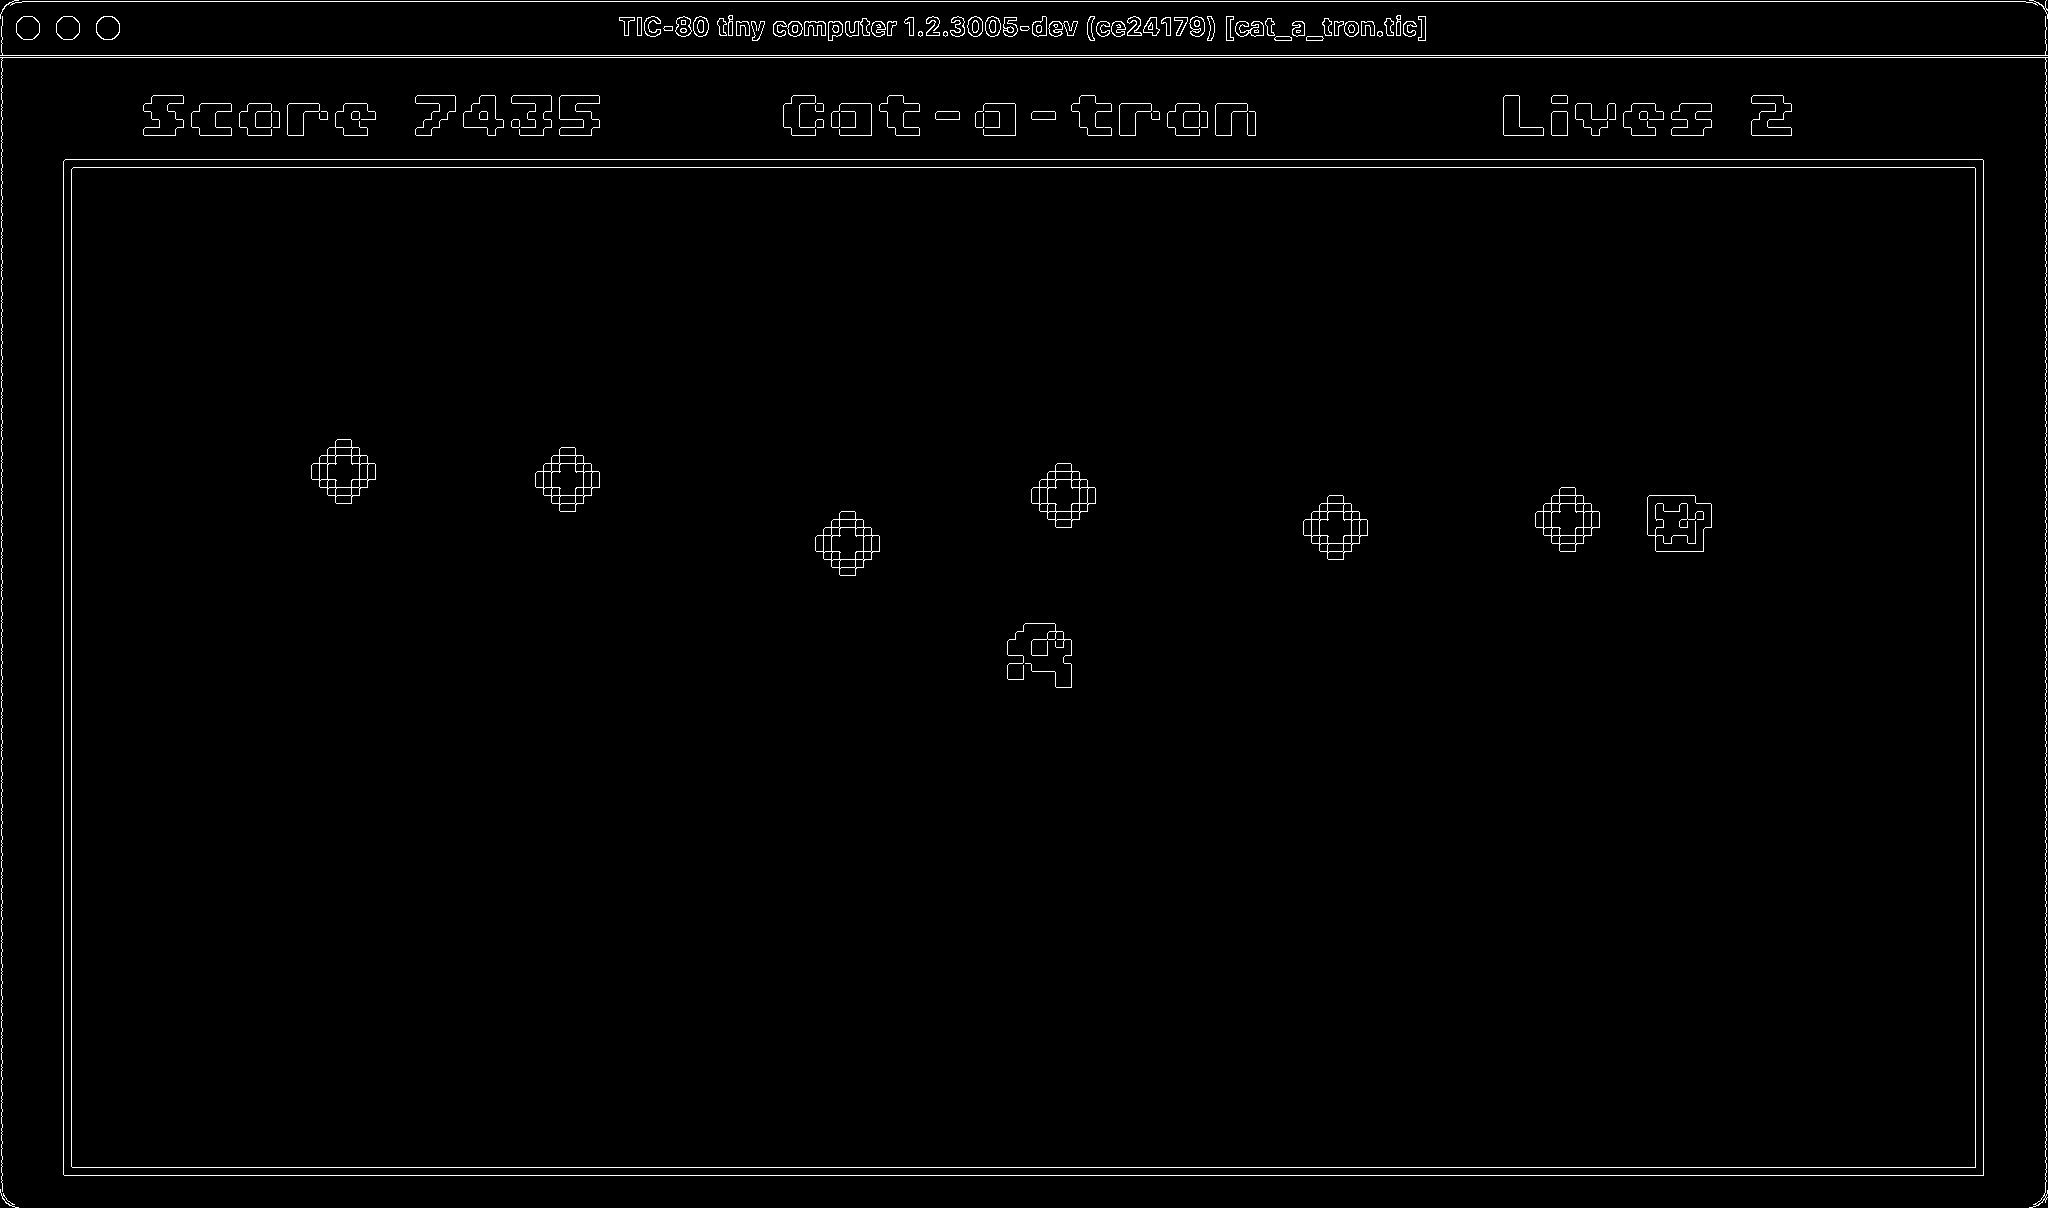 TIC-80 tiny computer 1.2.3005-dev (ce24179) [cat_a_tron.tic]
Score 7435 Cat-a-tron Lives 2